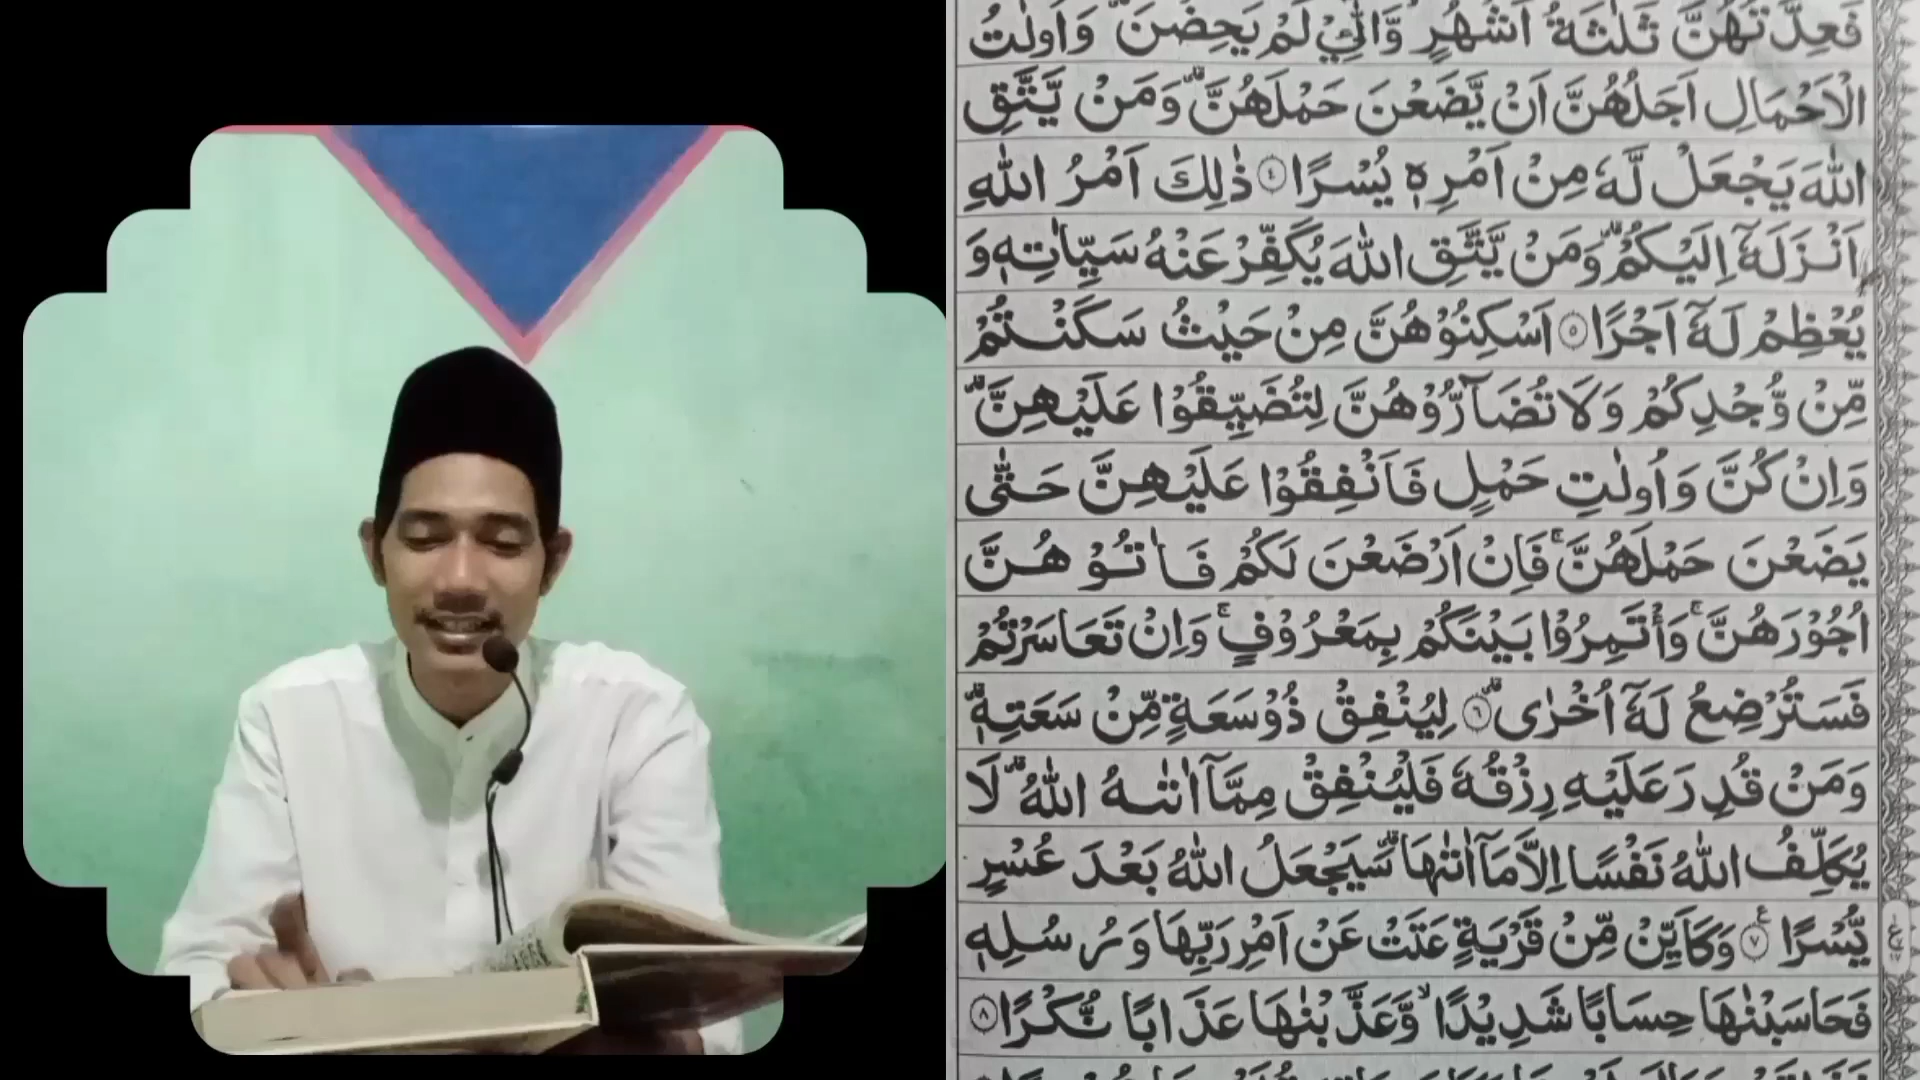 فَعِدَّتُهُنَّ ثَلٰثَةُ اَشْهُرٍ وَّالّٰٓـِٔيْ لَمْ يَحِضْنَ ۗ وَاُولٰتُ
الْاَحْمَالِ اَجَلُهُنَّ اَنْ يَّضَعْنَ حَمْلَهُنَّ ۗ وَمَنْ يَّتَّقِ
اللّٰهَ يَجْعَلْ لَّهٗ مِنْ اَمْرِهٖ يُسْرًا ٤ ذٰلِكَ اَمْرُ اللّٰهِ
اَنْزَلَهٗٓ اِلَيْكُمْ ۗ وَمَنْ يَّتَّقِ اللّٰهَ يُكَفِّرْ عَنْهُ سَيِّاٰتِهٖ وَ
يُعْظِمْ لَهٗٓ اَجْرًا ٥ اَسْكِنُوْهُنَّ مِنْ حَيْثُ سَكَنْتُمْ
مِّنْ وُّجْدِكُمْ وَلَا تُضَاۤرُّوْهُنَّ لِتُضَيِّقُوْا عَلَيْهِنَّ ۗ
وَاِنْ كُنَّ وَاُولٰتِ حَمْلٍ فَاَنْفِقُوْا عَلَيْهِنَّ حَتّٰى
يَضَعْنَ حَمْلَهُنَّ ۚ فَاِنْ اَرْضَعْنَ لَكُمْ فَاٰتُوْهُنَّ
اُجُوْرَهُنَّ ۚ وَأْتَمِرُوْا بَيْنَكُمْ بِمَعْرُوْفٍ ۚ وَاِنْ تَعَاسَرْتُمْ
فَسَتُرْضِعُ لَهٗٓ اُخْرٰى ۗ ٦ لِيُنْفِقْ ذُوْ سَعَةٍ مِّنْ سَعَتِهٖ ۗ
وَمَنْ قُدِرَ عَلَيْهِ رِزْقُهٗ فَلْيُنْفِقْ مِمَّآ اٰتٰىهُ اللّٰهُ ۗ لَا
يُكَلِّفُ اللّٰهُ نَفْسًا اِلَّا مَآ اٰتٰىهَا ۗ سَيَجْعَلُ اللّٰهُ بَعْدَ عُسْرٍ
يُّسْرًا ٧ ع وَكَاَيِّنْ مِّنْ قَرْيَةٍ عَتَتْ عَنْ اَمْرِ رَبِّهَا وَرُسُلِهٖ
فَحَاسَبْنٰهَا حِسَابًا شَدِيْدًا ۙ وَّعَذَّبْنٰهَا عَذَابًا نُّكْرًا ٨